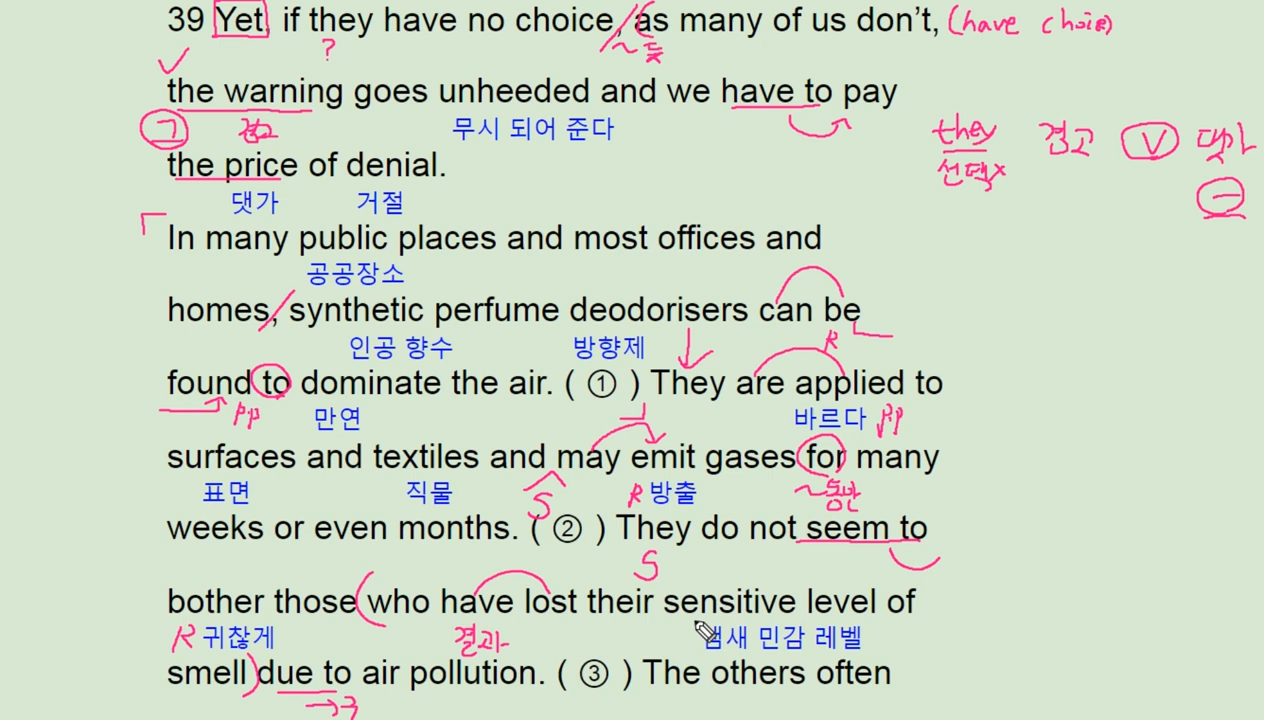 39 Yet, if they have no choice, as many of us don't, (have choice)
? ~듯
the warning goes unheeded and we have to pay
ㄱ 경고 무시 되어 준다
they 경고 V 댓가
선택x
the price of denial.
댓가 거절
In many public places and most offices and
공공장소
homes, synthetic perfume deodorisers can be
인공 향수 방향제 R
found to dominate the air. ( ① ) They are applied to
pp 만연 바르다 pp
surfaces and textiles and may emit gases for many
표면 직물 S R 방출 ~동안
weeks or even months. ( ② ) They do not seem to
S
bother those who have lost their sensitive level of
R 귀찮게 결과 냄새 민감 레벨
smell due to air pollution. ( ③ ) The others often